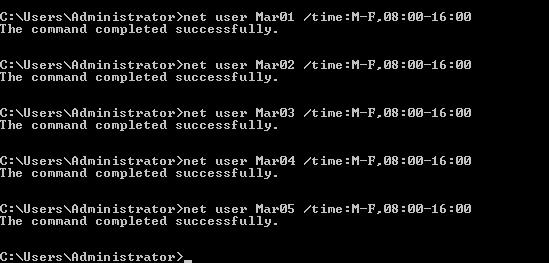 C:\Users\Administrator>net user Mar01 /time:M-F,08:00-16:00
The command completed successfully.
C:\Users\Administrator>net user Mar02 /time:M-F,08:00-16:00
The command completed successfully.
C:\Users\Administrator>net user Mar03 /time:M-F,08:00-16:00
The command completed successfully.
C:\Users\Administrator>net user Mar04 /time:M-F,08:00-16:00
The command completed successfully.
C:\Users\Administrator>net user Mar05 /time:M-F,08:00-16:00
The command completed successfully.
C:\Users\Administrator>